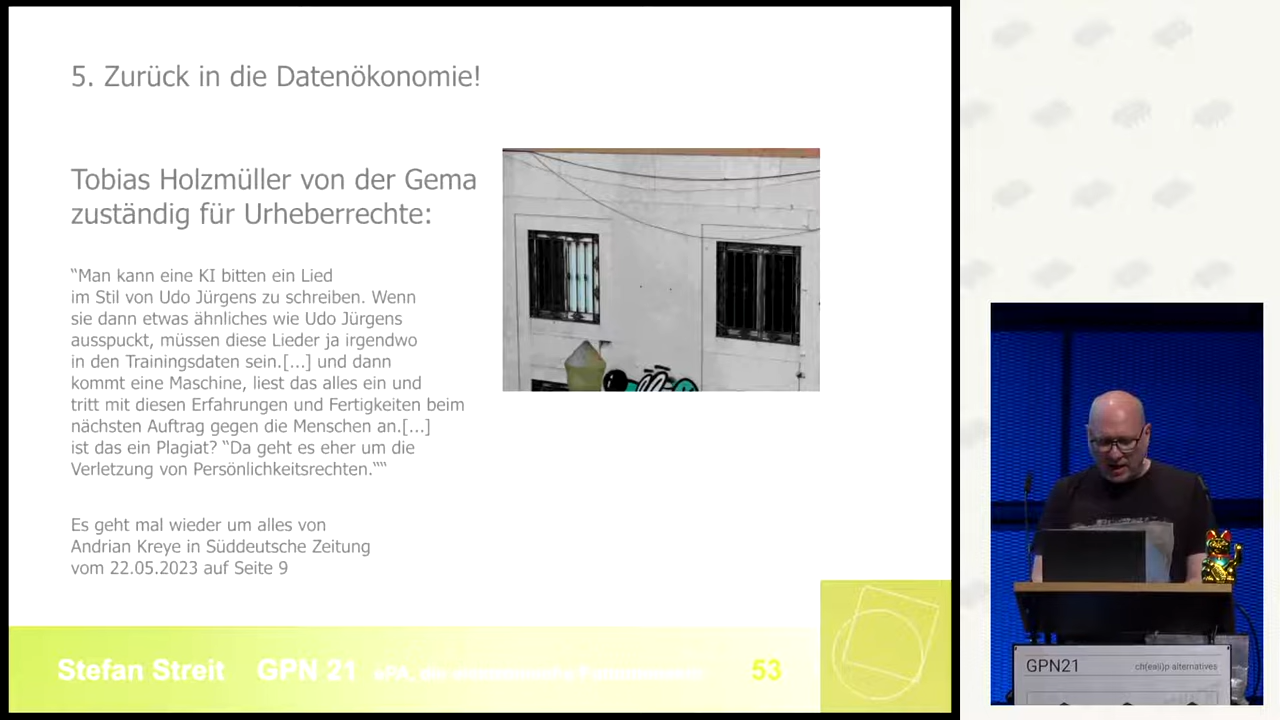 5. Zurück in die Datenökonomie!
Tobias Holzmüller von der Gema
zuständig für Urheberrechte:
“Man kann eine KI bitten ein Lied
im Stil von Udo Jürgens zu schreiben. Wenn
sie dann etwas ähnliches wie Udo Jürgens
ausspuckt, müssen diese Lieder ja irgendwo
in den Trainingsdaten sein.[...] und dann
kommt eine Maschine, liest das alles ein und
tritt mit diesen Erfahrungen und Fertigkeiten beim
nächsten Auftrag gegen die Menschen an.[...]
ist das ein Plagiat? “Da geht es eher um die
Verletzung von Persönlichkeitsrechten.““
Es geht mal wieder um alles von
Andrian Kreye in Süddeutsche Zeitung
vom 22.05.2023 auf Seite 9
Stefan Streit GPN 21 ePA, die 53
GPN21
ch(ea(i)p alternatives